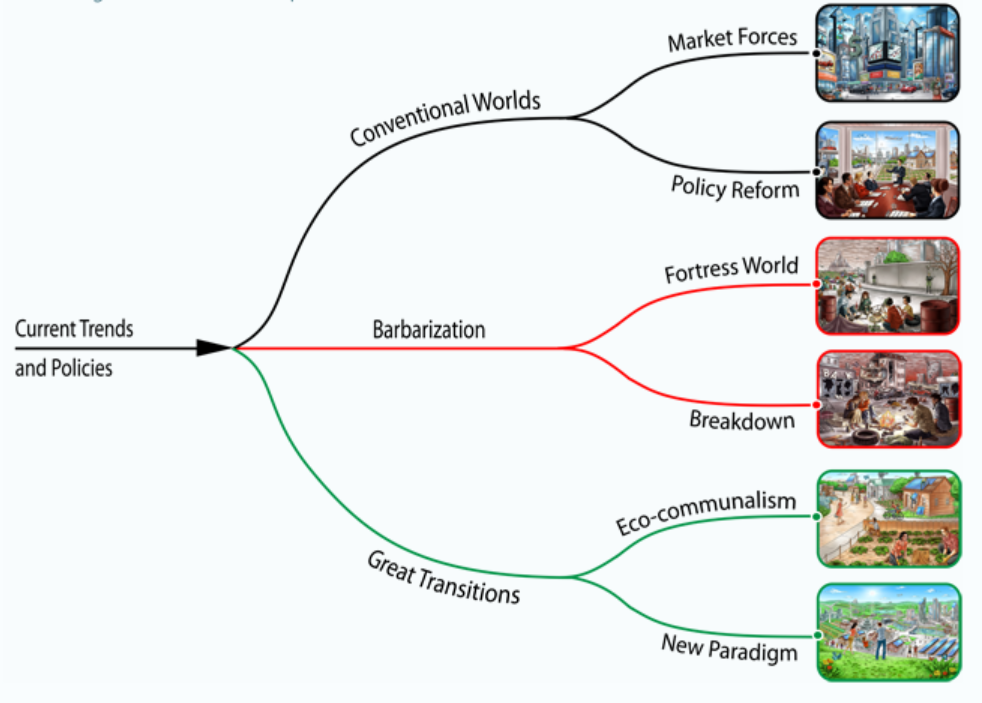 Market Forces
Conventional Worlds
Policy Reform
Fortress World
Current Trends
and Policies
Barbarization
Breakdown
Eco-communalism
Great Transitions
New Paradigm